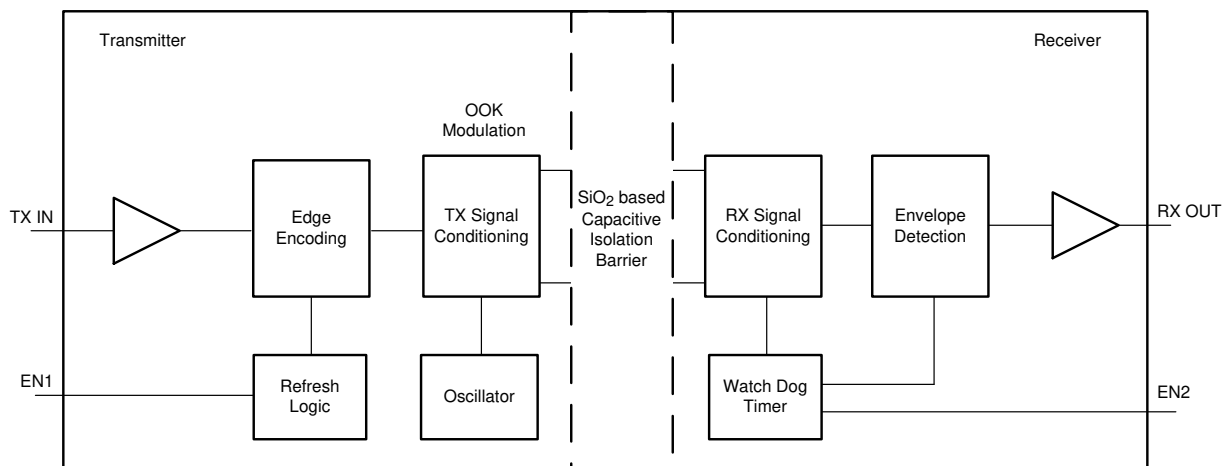 Transmitter
Receiver
OOK
Modulation
TX IN
Edge
Encoding
TX Signal
Conditioning
SiO2 based
Capacitive
Isolation
Barrier
RX Signal
Conditioning
Envelope
Detection
RX OUT
EN1
Refresh
Logic
Oscillator
Watch Dog
Timer
EN2